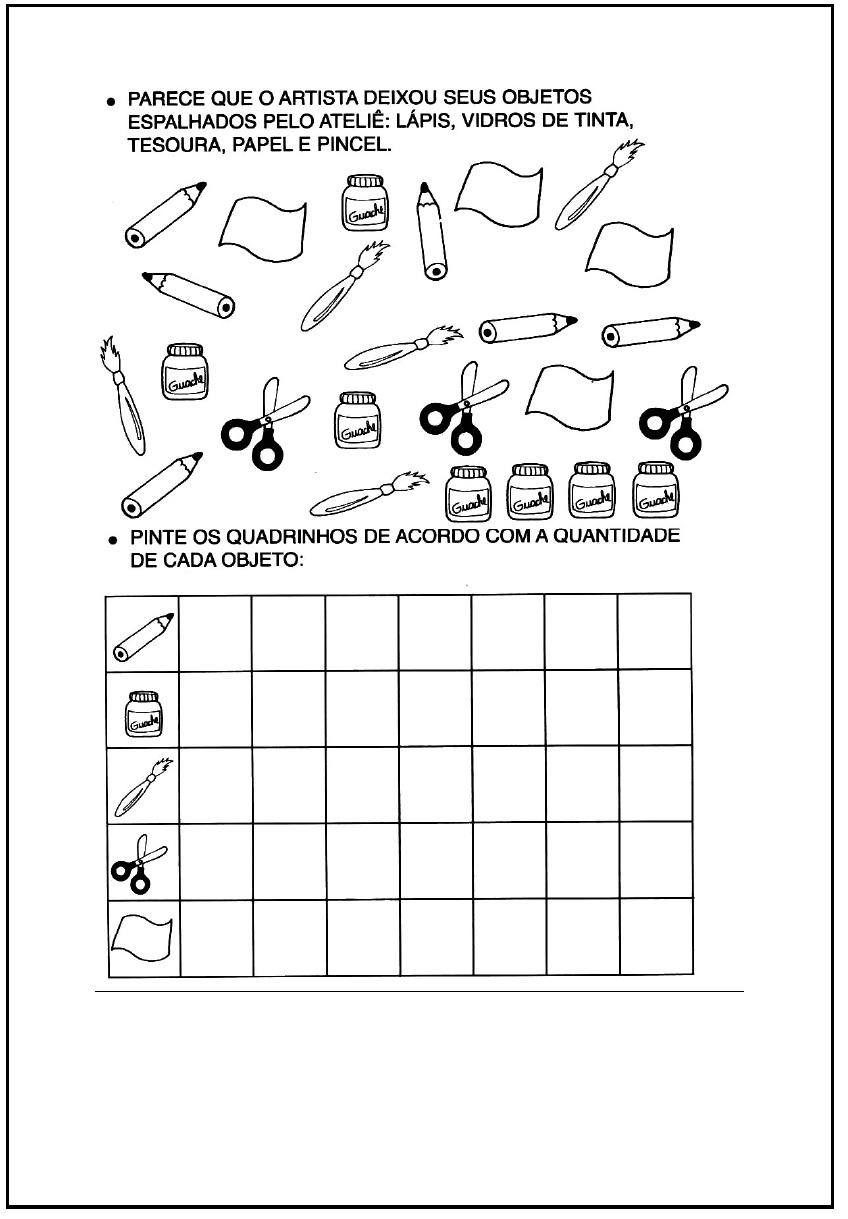 • PARECE QUE O ARTISTA DEIXOU SEUS OBJETOS
ESPALHADOS PELO ATELIÊ: LÁPIS, VIDROS DE TINTA,
TESOURA, PAPEL E PINCEL.
Guache
Guache
Guache
Guache
Guache
Guache
Guache
• PINTE OS QUADRINHOS DE ACORDO COM A QUANTIDADE
DE CADA OBJETO:
Guache